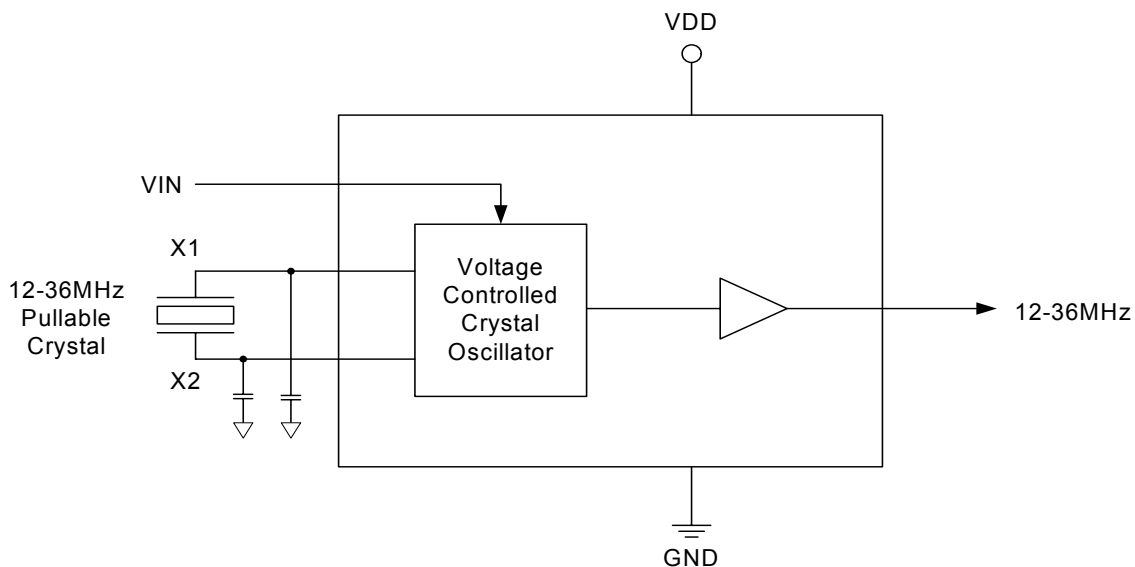 VDD
VIN
X1
12-36MHz
Pullable
Crystal
X2
Voltage
Controlled
Crystal
Oscillator
12-36MHz
GND